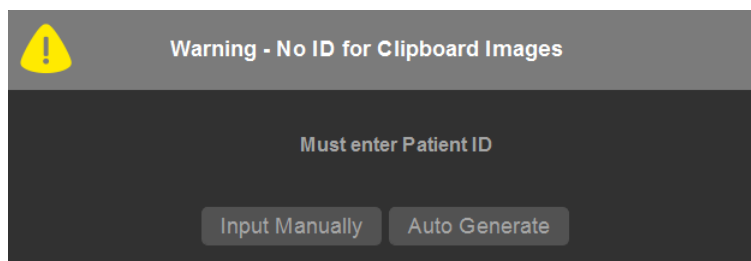 Warning - No ID for Clipboard Images
Must enter Patient ID
Input Manually Auto Generate